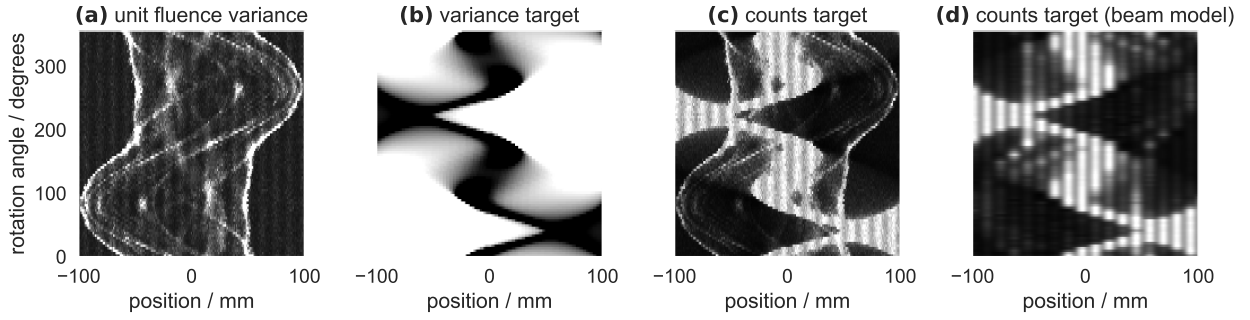 (a) unit fluence variance
(b) variance target
(c) counts target
(d) counts target (beam model)
rotation angle / degrees
300
200
100
0
−100 0 100
−100 0 100
−100 0 100
−100 0 100
position / mm
position / mm
position / mm
position / mm